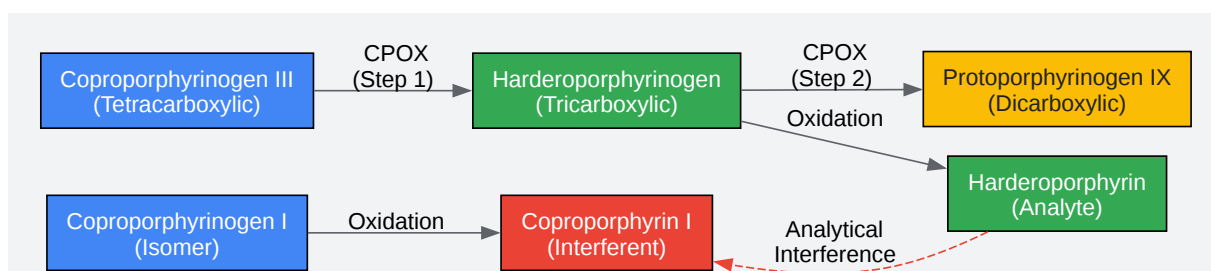 Coproporphyrinogen III
(Tetracarboxylic)
CPOX
(Step 1)
Harderoporphyrinogen
(Tricarboxylic)
CPOX
(Step 2)
Protoporphyrinogen IX
(Dicarboxylic)
Oxidation
Harderoporphyrin
(Analyte)
Coproporphyrinogen I
(Isomer)
Oxidation
Coproporphyrin I
(Interferent)
Analytical
Interference